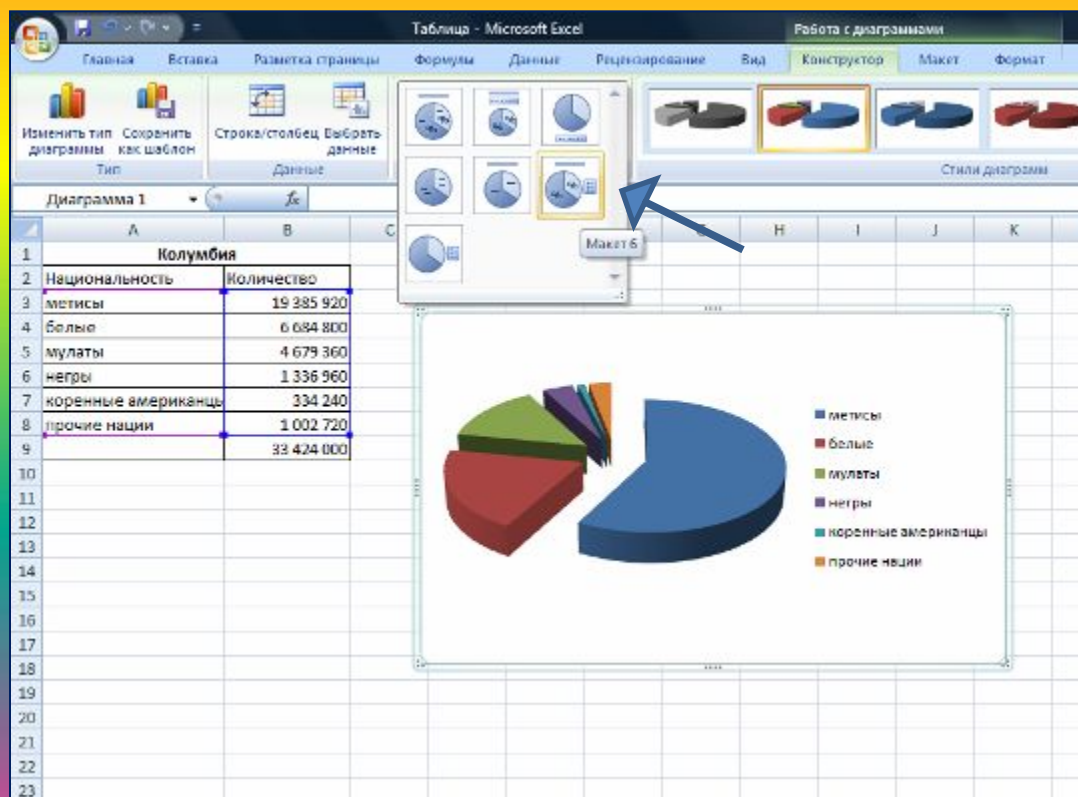 Таблица - Microsoft Excel
Работа с диаграммами
Главная Вставка Разметка страницы Формулы Данные Рецензирование Вид Конструктор Макет Формат
Изменить тип диаграммы
Сохранить как шаблон
Строка/столбец
Выбрать данные
Тип
Данные
Стили диаграмм
Диаграмма 1
fx
A B C H I J K
1 Колумбия
2 Национальность Количество
3 метисы 19 385 920
4 белые 6 684 800
5 мулаты 4 679 360
6 негры 1 336 960
7 коренные американцы 334 240
8 прочие нации 1 002 720
9 33 424 000
10
11
12
13
14
15
16
17
18
19
20
21
22
23
Макет 6
метисы
белые
мулаты
негры
коренные американцы
прочие нации